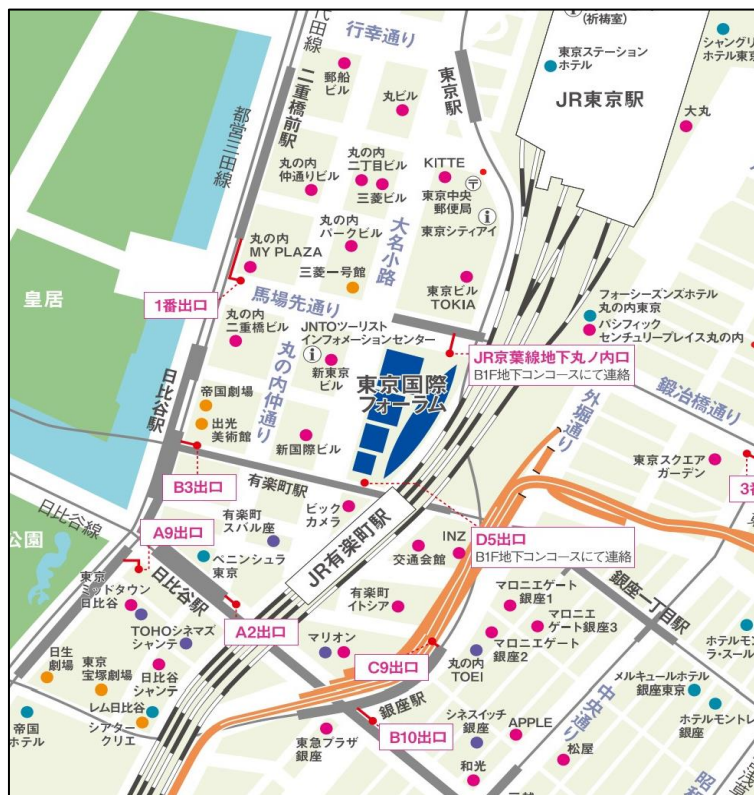 (祈祷室)
代田線
行幸通り
東京ステーション
ホテル
シャングリ
ホテル東京
郵船
ビル
丸ビル
東京駅
JR東京駅
大丸
二重橋前駅
都営三田線
丸の内
仲通りビル
丸の内
二丁目ビル
三菱ビル
KITTE
東京中央
郵便局
東京シティアイ
丸の内
パークビル
大名小路
丸の内
MY PLAZA
三菱一号館
東京ビル
TOKIA
皇居
1番出口
馬場先通り
フォーシーズンズホテル
丸の内東京
パシフィック
センチュリープレイス丸の内
丸の内
二重橋ビル
JNTOツーリスト
インフォメーションセンター
新東京
ビル
JR京葉線地下丸ノ内口
B1F地下コンコースにて連絡
東京国際
フォーラム
丸の内仲通り
日比谷駅
帝国劇場
出光
美術館
外堀通り
鍛冶橋通り
新国際ビル
東京スクエア
ガーデン
B3出口
有楽町駅
3番
日比谷線
A9出口
有楽町
スバル座
ビック
カメラ
JR有楽町駅
D5出口
B1F地下コンコースにて連絡
公園
ペニンシュラ
東京
交通会館
INZ
日比谷駅
東京
ミッドタウン
日比谷
有楽町
イトシア
マロニエゲート
銀座1
マロニエ
ゲート
銀座3
銀座一丁目駅
TOHOシネマズ
シャンテ
A2出口
マリオン
マロニエゲート
銀座2
ホテルモン
ラ・スール
日生
劇場
東京
宝塚劇場
日比谷
シャンテ
C9出口
丸の内
TOEI
メルキュールホテル
銀座東京
レム日比谷
銀座駅
中央通り
ホテルモントレ
銀座
帝国
ホテル
シアター
クリエ
B10出口
シネスイッチ
銀座
APPLE
東急プラザ
銀座
松屋
和光